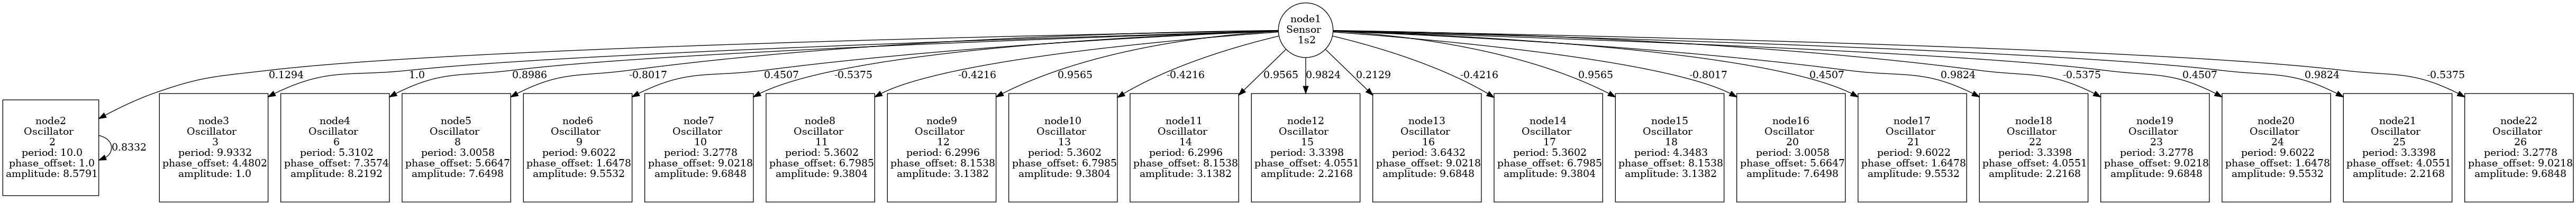 node1
Sensor
1s2
0.1294
1.0
0.8986
-0.8017
0.4507
-0.5375
-0.4216
0.9565
-0.4216
0.9565
0.9824
0.2129
-0.4216
0.9565
-0.8017
0.4507
0.9824
-0.5375
0.4507
0.9824
-0.5375
node2
Oscillator
2
period: 10.0
phase_offset: 1.0
amplitude: 8.5791
0.8332
node3
Oscillator
3
period: 9.9332
phase_offset: 4.4802
amplitude: 1.0
node4
Oscillator
6
period: 5.3102
phase_offset: 7.3574
amplitude: 8.2192
node5
Oscillator
8
period: 3.0058
phase_offset: 5.6647
amplitude: 7.6498
node6
Oscillator
9
period: 9.6022
phase_offset: 1.6478
amplitude: 9.5532
node7
Oscillator
10
period: 3.2778
phase_offset: 9.0218
amplitude: 9.6848
node8
Oscillator
11
period: 5.3602
phase_offset: 6.7985
amplitude: 9.3804
node9
Oscillator
12
period: 6.2996
phase_offset: 8.1538
amplitude: 3.1382
node10
Oscillator
13
period: 5.3602
phase_offset: 6.7985
amplitude: 9.3804
node11
Oscillator
14
period: 6.2996
phase_offset: 8.1538
amplitude: 3.1382
node12
Oscillator
15
period: 3.3398
phase_offset: 4.0551
amplitude: 2.2168
node13
Oscillator
16
period: 3.6432
phase_offset: 9.0218
amplitude: 9.6848
node14
Oscillator
17
period: 5.3602
phase_offset: 6.7985
amplitude: 9.3804
node15
Oscillator
18
period: 4.3483
phase_offset: 8.1538
amplitude: 3.1382
node16
Oscillator
20
period: 3.0058
phase_offset: 5.6647
amplitude: 7.6498
node17
Oscillator
21
period: 9.6022
phase_offset: 1.6478
amplitude: 9.5532
node18
Oscillator
22
period: 3.3398
phase_offset: 4.0551
amplitude: 2.2168
node19
Oscillator
23
period: 3.2778
phase_offset: 9.0218
amplitude: 9.6848
node20
Oscillator
24
period: 9.6022
phase_offset: 1.6478
amplitude: 9.5532
node21
Oscillator
25
period: 3.3398
phase_offset: 4.0551
amplitude: 2.2168
node22
Oscillator
26
period: 3.2778
phase_offset: 9.0218
amplitude: 9.6848